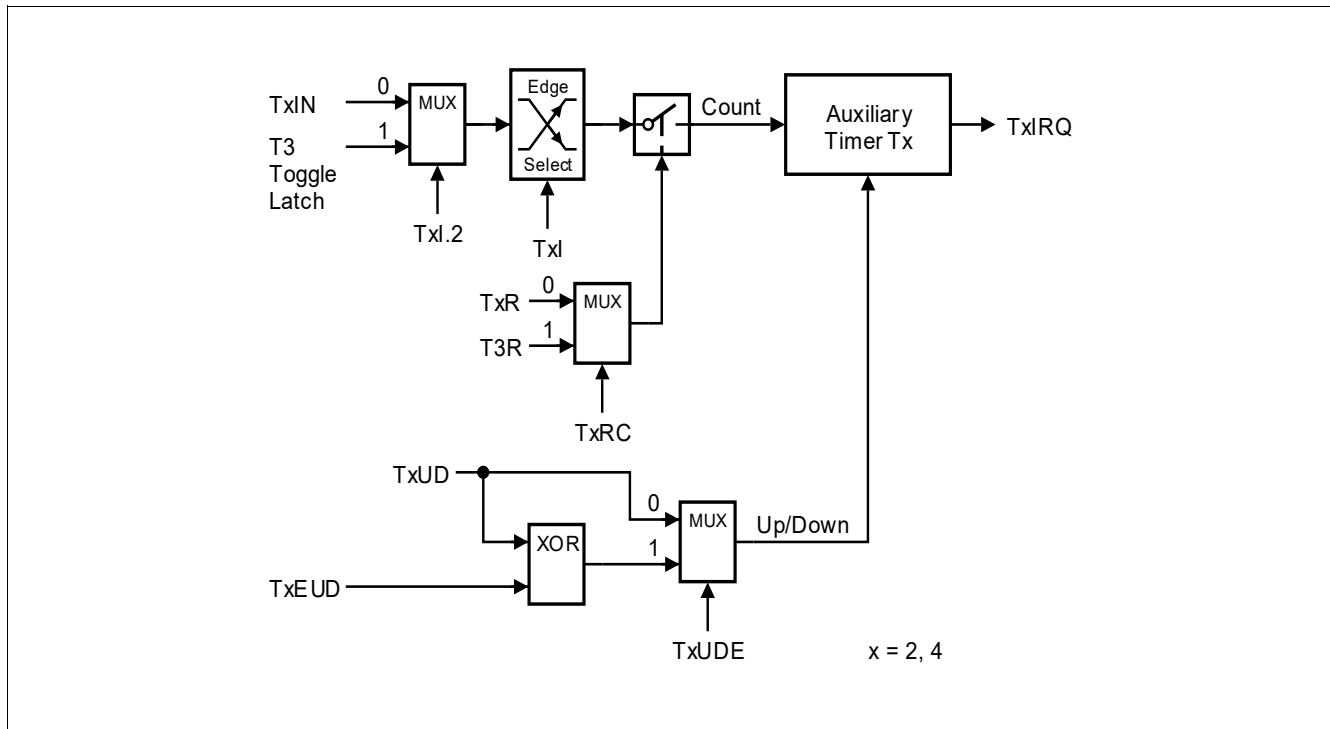 TxIN
0
T3
Toggle
Latch
1
MUX
TxI.2
Edge
Select
TxI
Count
Auxiliary
Timer Tx
TxIRQ
TxR
0
T3R
1
MUX
TxRC
TxUD
0
XOR
1
MUX
Up/Down
TxEUD
TxUDE
x = 2, 4